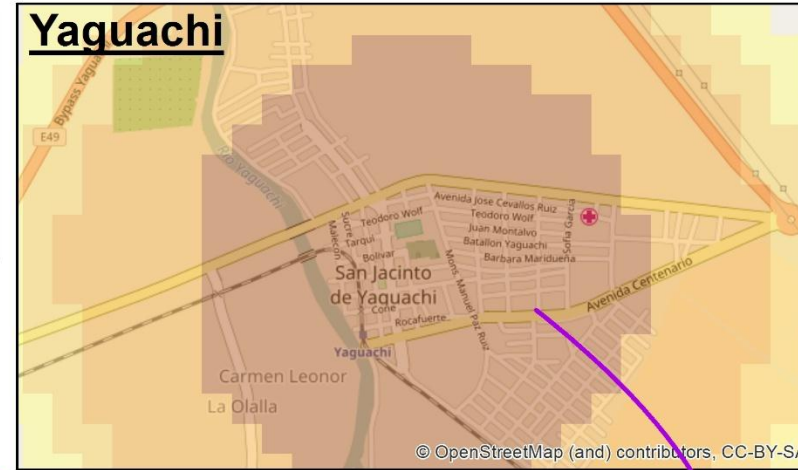 Yaguachi
Bypass Yaguachi
E49
Río Yaguachi
Avenida Jose Cevallos Ruiz
Teodoro Wolf
Teodoro Wolf
Juan Montalvo
Batallon Yaguachi
Barbara Maridueña
Sofia Garcia
Sucre
Malecon
Tarqui
Bolivar
San Jacinto
de Yaguachi
Mons. Manuel Paz Ruiz
Cone
Rocafuerte
Avenida Centenario
Yaguachi
Carmen Leonor
La Olalla
© OpenStreetMap (and) contributors, CC-BY-SA